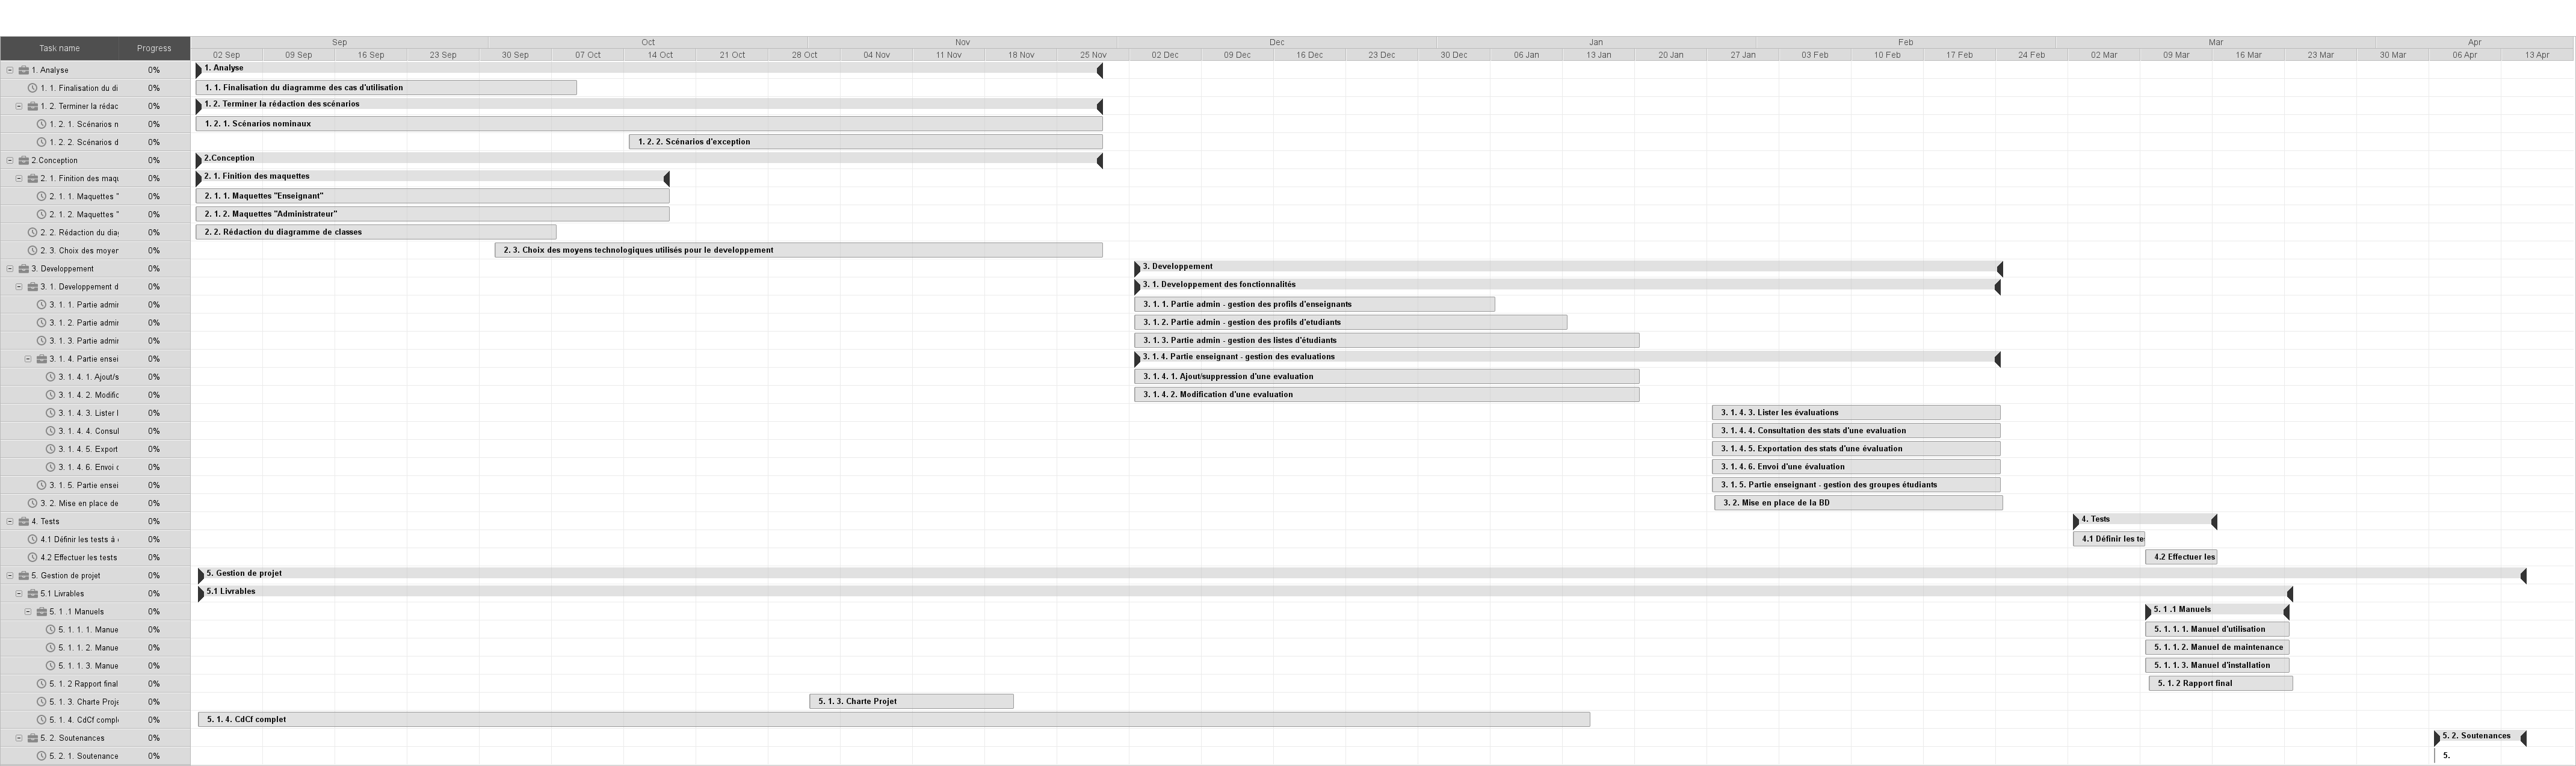 Task name Progress Sep Oct Nov Dec Jan Feb Mar Apr
02 Sep 09 Sep 16 Sep 23 Sep 30 Sep 07 Oct 14 Oct 21 Oct 28 Oct 04 Nov 11 Nov 18 Nov 25 Nov 02 Dec 09 Dec 16 Dec 23 Dec 30 Dec 06 Jan 13 Jan 20 Jan 27 Jan 03 Feb 10 Feb 17 Feb 24 Feb 02 Mar 09 Mar 16 Mar 23 Mar 30 Mar 06 Apr 13 Apr
1. Analyse 0% 1. Analyse
1. 1. Finalisation du di 0% 1. 1. Finalisation du diagramme des cas d'utilisation
1. 2. Terminer la rédac 0% 1. 2. Terminer la rédaction des scénarios
1. 2. 1. Scénarios n 0% 1. 2. 1. Scénarios nominaux
1. 2. 2. Scénarios d 0% 1. 2. 2. Scénarios d'exception
2.Conception 0% 2.Conception
2. 1. Finition des maqu 0% 2. 1. Finition des maquettes
2. 1. 1. Maquettes " 0% 2. 1. 1. Maquettes "Enseignant"
2. 1. 2. Maquettes " 0% 2. 1. 2. Maquettes "Administrateur"
2. 2. Rédaction du diag 0% 2. 2. Rédaction du diagramme de classes
2. 3. Choix des moyer 0% 2. 3. Choix des moyens technologiques utilisés pour le developpement
3. Developpement 0% 3. Developpement
3. 1. Developpement d 0% 3. 1. Developpement des fonctionnalités
3. 1. 1. Partie admin 0% 3. 1. 1. Partie admin - gestion des profils d'enseignants
3. 1. 2. Partie admin 0% 3. 1. 2. Partie admin - gestion des profils d'etudiants
3. 1. 3. Partie admin 0% 3. 1. 3. Partie admin - gestion des listes d'étudiants
3. 1. 4. Partie ensei 0% 3. 1. 4. Partie enseignant - gestion des evaluations
3. 1. 4. 1. Ajout/s 0% 3. 1. 4. 1. Ajout/suppression d'une evaluation
3. 1. 4. 2. Modific 0% 3. 1. 4. 2. Modification d'une evaluation
3. 1. 4. 3. Lister l 0% 3. 1. 4. 3. Lister les évaluations
3. 1. 4. 4. Consul 0% 3. 1. 4. 4. Consultation des stats d'une evaluation
3. 1. 4. 5. Export 0% 3. 1. 4. 5. Exportation des stats d'une évaluation
3. 1. 4. 6. Envoi d 0% 3. 1. 4. 6. Envoi d'une évaluation
3. 1. 5. Partie ensei 0% 3. 1. 5. Partie enseignant - gestion des groupes étudiants
3. 2. Mise en place de 0% 3. 2. Mise en place de la BD
4. Tests 0% 4. Tests
4.1 Définir les tests à 0% 4.1 Définir les te
4.2 Effectuer les tests 0% 4.2 Effectuer les
5. Gestion de projet 0% 5. Gestion de projet
5.1 Livrables 0% 5.1 Livrables
5. 1 .1 Manuels 0% 5. 1 .1 Manuels
5. 1. 1. 1. Manue 0% 5. 1. 1. 1. Manuel d'utilisation
5. 1. 1. 2. Manue 0% 5. 1. 1. 2. Manuel de maintenance
5. 1. 1. 3. Manue 0% 5. 1. 1. 3. Manuel d'installation
5. 1. 2 Rapport final 0% 5. 1. 2 Rapport final
5. 1. 3. Charte Proje 0% 5. 1. 3. Charte Projet
5. 1. 4. CdCf compl 0% 5. 1. 4. CdCf complet
5. 2. Soutenances 0% 5. 2. Soutenances
5. 2. 1. Soutenance 0% 5.